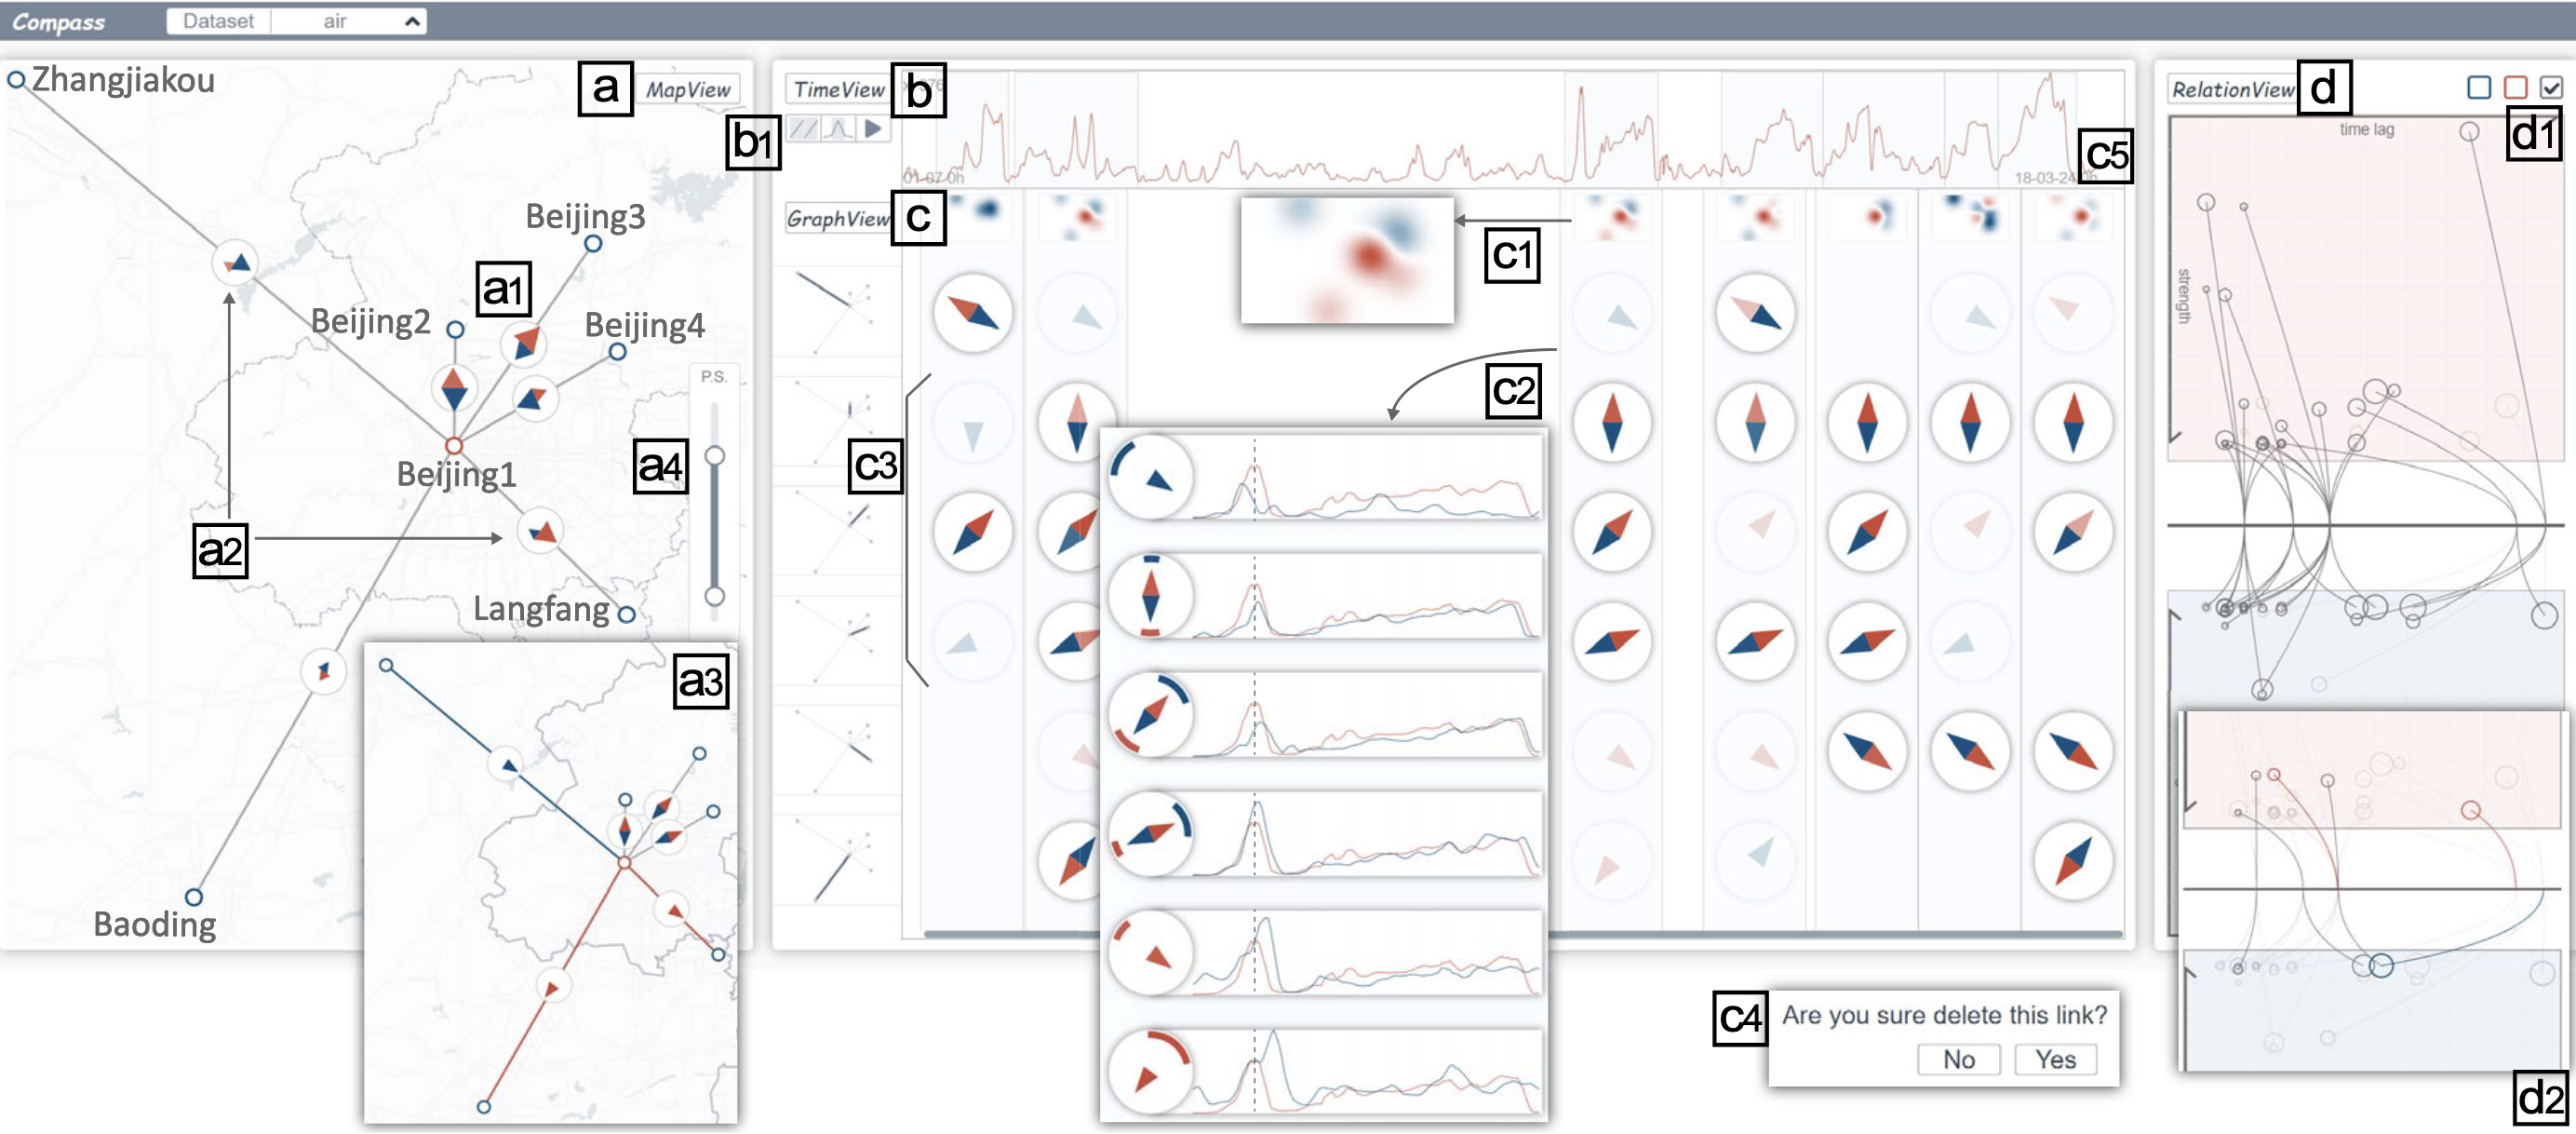 Compass
Dataset air
Zhangjiakou
a
MapView
Beijing3
a1
Beijing2
Beijing4
P.S.
Beijing1
a4
a2
Langfang
a3
Baoding
TimeView
b
b1
01-07 0h
18-03-24
c5
GraphView
c
c1
c2
c3
c4
Are you sure delete this link?
No Yes
RelationView
d
d1
time lag
strength
d2